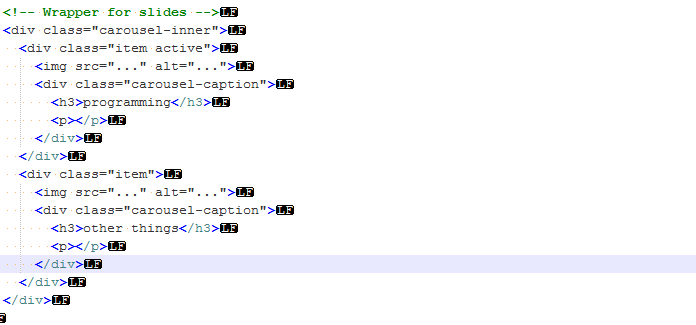 <!-- Wrapper for slides -->LF
<div class="carousel-inner">LF
<div class="item active">LF
<img src="..." alt="...">LF
<div class="carousel-caption">LF
<h3>programming</h3>LF
<p></p>LF
</div>LF
</div>LF
<div class="item">LF
<img src="..." alt="...">LF
<div class="carousel-caption">LF
<h3>other things</h3>LF
<p></p>LF
</div>LF
</div>LF
</div>LF